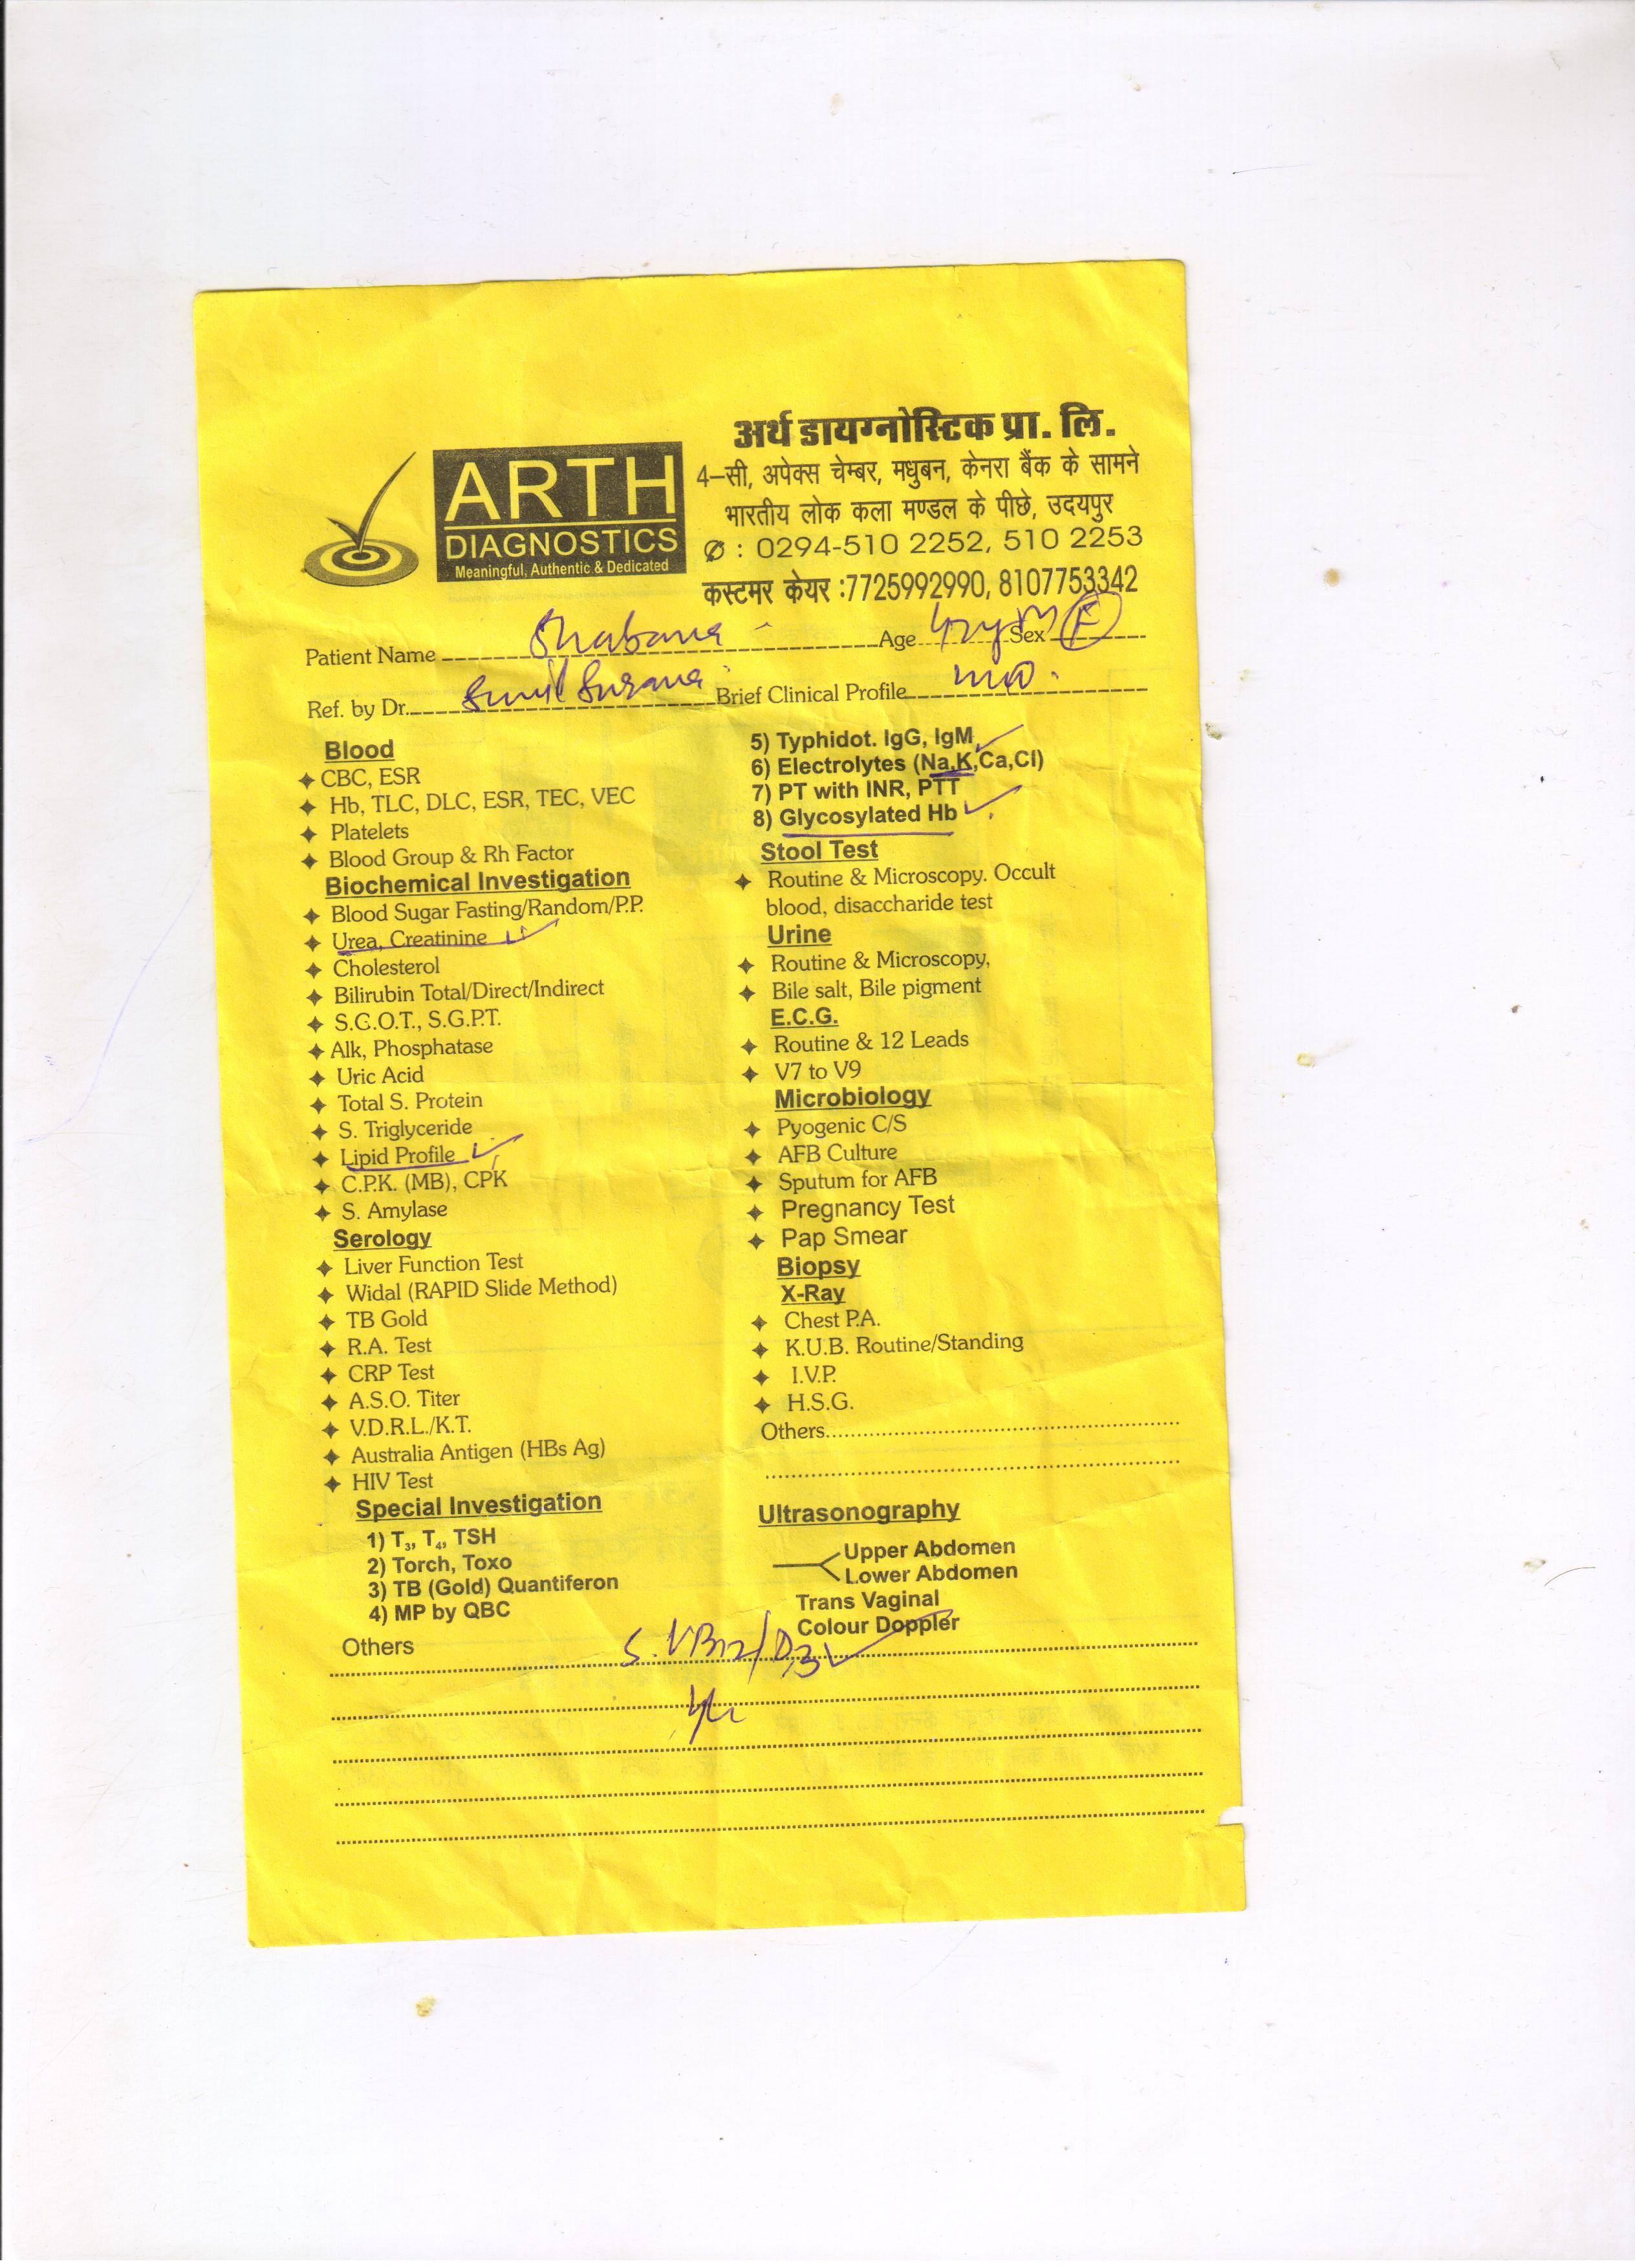 अर्थ डायग्नोस्टिक प्रा. लि.
ARTH
DIAGNOSTICS
Meaningful, Authentic & Dedicated
4-सी, अपेक्स चेम्बर, मधुबन, केनरा बैंक के सामने
भारतीय लोक कला मण्डल के पीछे, उदयपुर
: 0294-510 2252, 510 2253
कस्टमर केयर :7725992990, 8107753342
Patient Name Shabana Age 42y Sex F
Ref. by Dr. Sunil Surana Brief Clinical Profile
Blood
CBC, ESR
Hb, TLC, DLC, ESR, TEC, VEC
Platelets
Blood Group & Rh Factor
Biochemical Investigation
Blood Sugar Fasting/Random/P.P.
Urea, Creatinine
Cholesterol
Bilirubin Total/Direct/Indirect
S.G.O.T., S.G.P.T.
Alk, Phosphatase
Uric Acid
Total S. Protein
S. Triglyceride
Lipid Profile
C.P.K. (MB), CPK
S. Amylase
Serology
Liver Function Test
Widal (RAPID Slide Method)
TB Gold
R.A. Test
CRP Test
A.S.O. Titer
V.D.R.L./K.T.
Australia Antigen (HBs Ag)
HIV Test
Special Investigation
1) T3, T4, TSH
2) Torch, Toxo
3) TB (Gold) Quantiferon
4) MP by QBC
5) Typhidot. IgG, IgM
6) Electrolytes (Na,K,Ca,Cl)
7) PT with INR, PTT
8) Glycosylated Hb
Stool Test
Routine & Microscopy. Occult
blood, disaccharide test
Urine
Routine & Microscopy,
Bile salt, Bile pigment
E.C.G.
Routine & 12 Leads
V7 to V9
Microbiology
Pyogenic C/S
AFB Culture
Sputum for AFB
Pregnancy Test
Pap Smear
Biopsy
X-Ray
Chest P.A.
K.U.B. Routine/Standing
I.V.P.
H.S.G.
Others
Ultrasonography
Upper Abdomen
Lower Abdomen
Trans Vaginal
Colour Doppler
Others S. VB12/D3